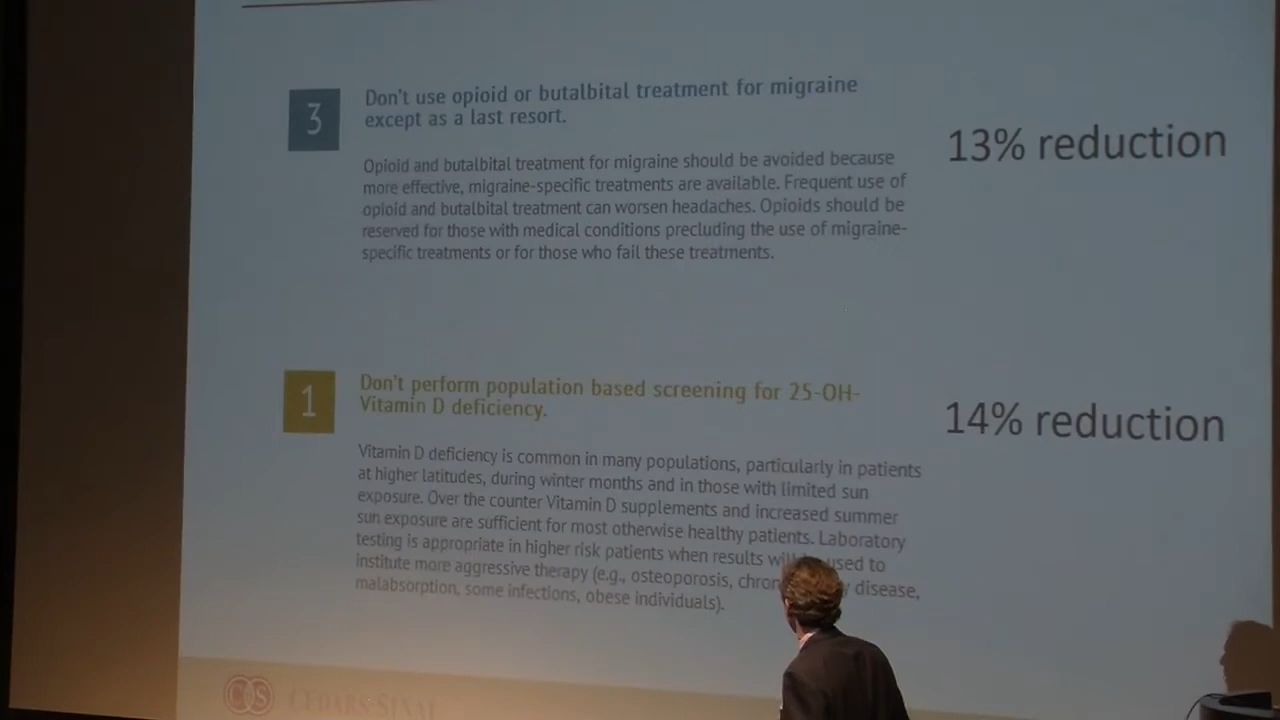 3
Don't use opioid or butalbital treatment for migraine
except as a last resort.
13% reduction
Opioid and butalbital treatment for migraine should be avoided because
more effective, migraine-specific treatments are available. Frequent use of
opioid and butalbital treatment can worsen headaches. Opioids should be
reserved for those with medical conditions precluding the use of migraine-
specific treatments or for those who fail these treatments.
1
Don't perform population based screening for 25-OH-
Vitamin D deficiency.
14% reduction
Vitamin D deficiency is common in many populations, particularly in patients
at higher latitudes, during winter months and in those with limited sun
exposure. Over the counter Vitamin D supplements and increased summer
sun exposure are sufficient for most otherwise healthy patients. Laboratory
testing is appropriate in higher risk patients when results used to
institute more aggressive therapy (e.g., osteoporosis, disease,
malabsorption, some infections, obese individuals).
CEDARS-SINAI